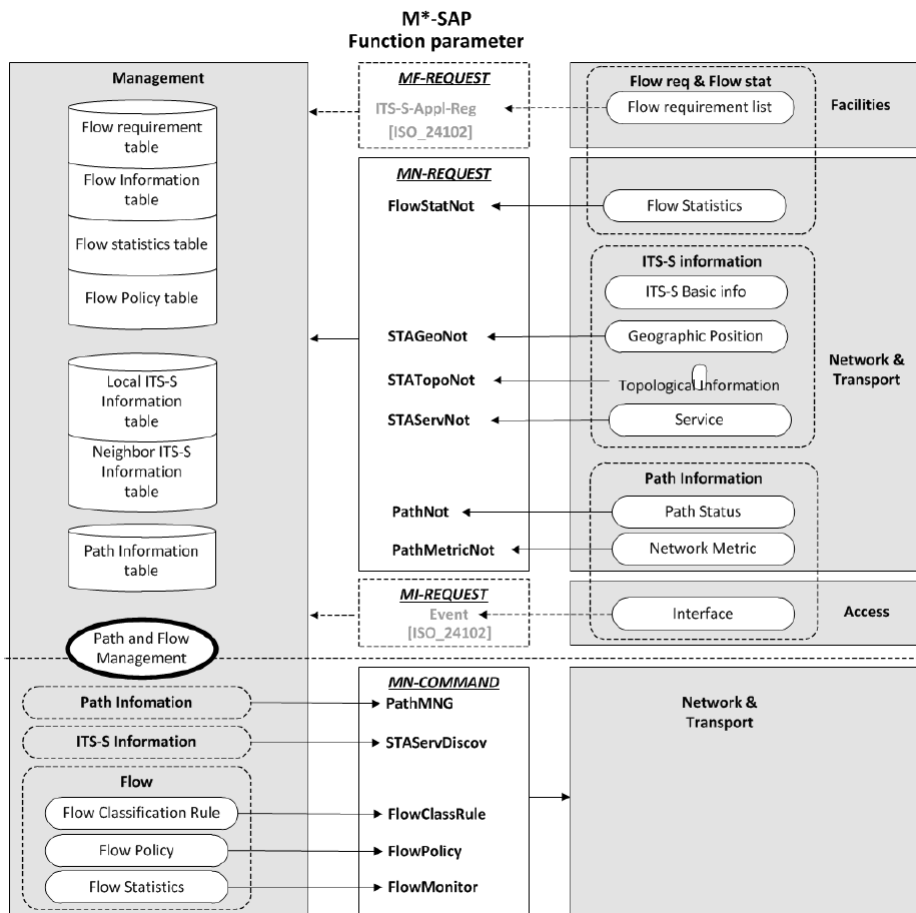 M*-SAP
Function parameter
Management
Flow requirement
table
Flow Information
table
Flow statistics table
Flow Policy table
Local ITS-S
Information
table
Neighbor ITS-S
Information
table
Path Information
table
Path and Flow
Management
MF-REQUEST
ITS-S-Appl-Reg
[ISO_24102]
MN-REQUEST
FlowStatNot
STAGeoNot
STATopoNot
STAServNot
PathNot
PathMetricNot
MI-REQUEST
Event
[ISO_24102]
Flow req & Flow stat
Flow requirement list
Facilities
Flow Statistics
ITS-S information
ITS-S Basic info
Geographic Position
Topological Information
Service
Network &
Transport
Path Information
Path Status
Network Metric
Interface
Access
Path Infomation
ITS-S Information
Flow
Flow Classification Rule
Flow Policy
Flow Statistics
MN-COMMAND
PathMNG
STAServDiscov
FlowClassRule
FlowPolicy
FlowMonitor
Network &
Transport